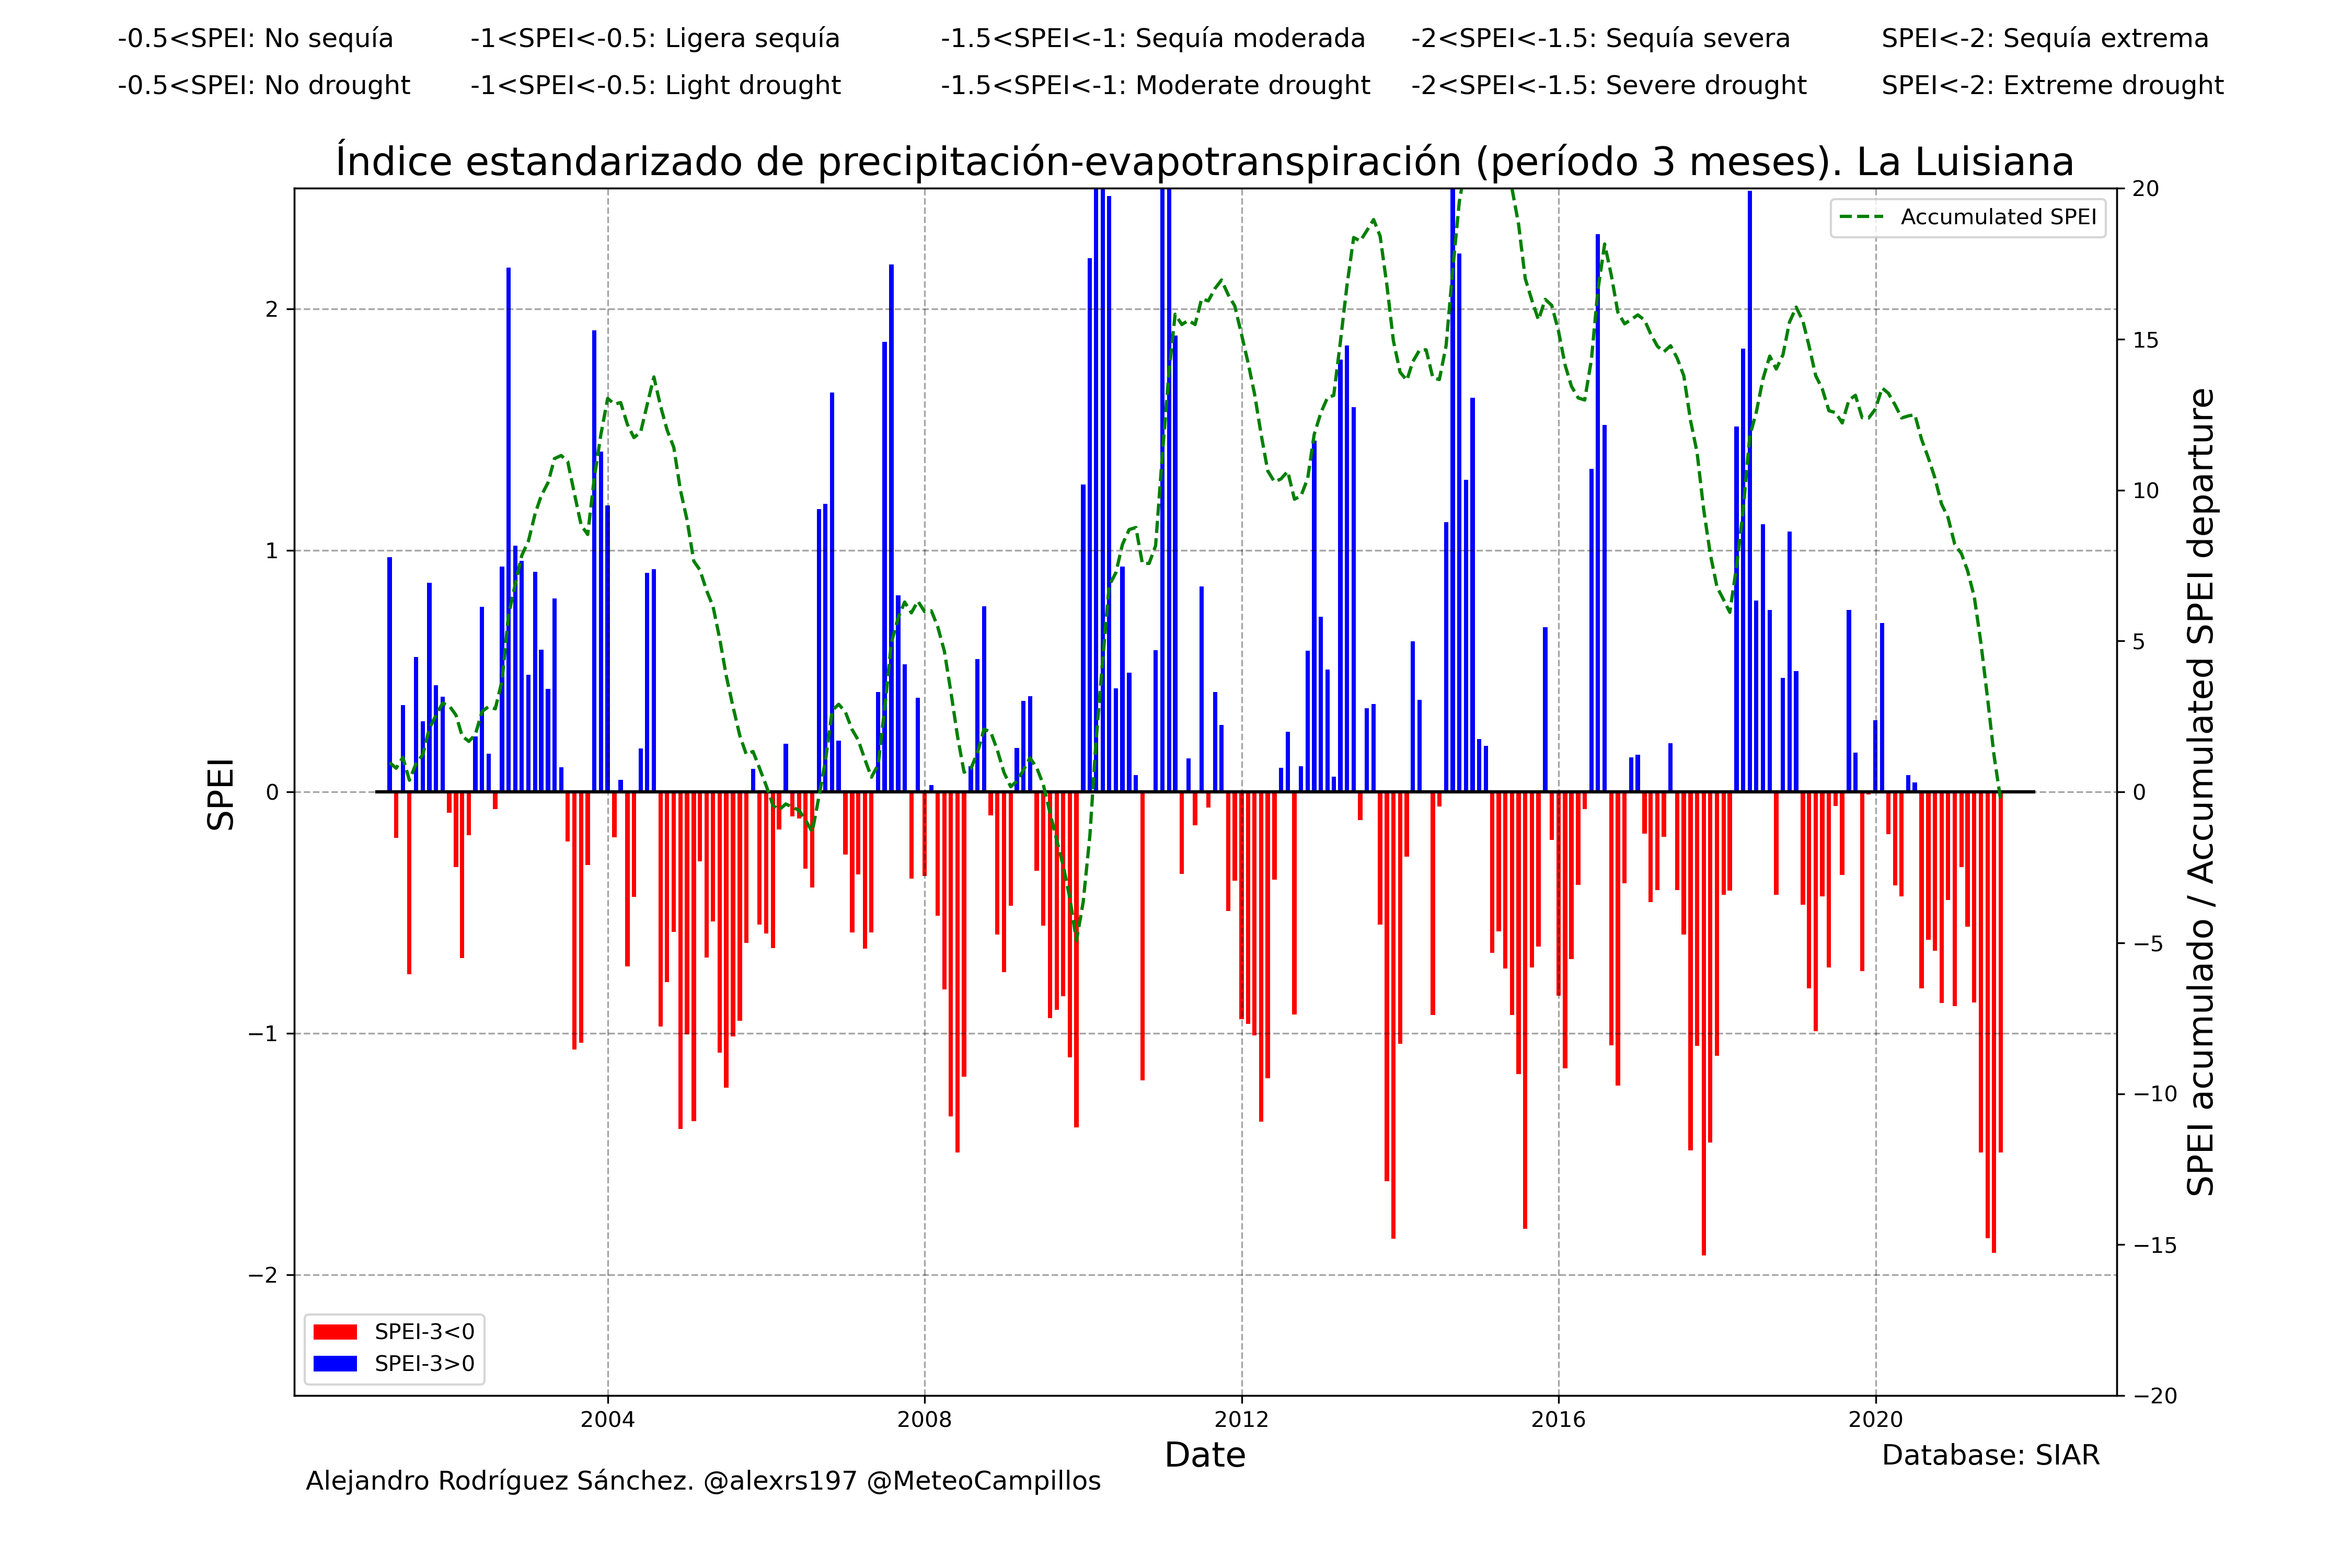 -0.5<SPEI: No sequía -1<SPEI<-0.5: Ligera sequía -1.5<SPEI<-1: Sequía moderada -2<SPEI<-1.5: Sequía severa SPEI<-2: Sequía extrema
-0.5<SPEI: No drought -1<SPEI<-0.5: Light drought -1.5<SPEI<-1: Moderate drought -2<SPEI<-1.5: Severe drought SPEI<-2: Extreme drought
Índice estandarizado de precipitación-evapotranspiración (período 3 meses). La Luisiana
Accumulated SPEI
2
1
0
−1
−2
SPEI
20
15
10
5
0
−5
−10
−15
−20
SPEI acumulado / Accumulated SPEI departure
SPEI-3<0
SPEI-3>0
2004 2008 2012 2016 2020
Date
Database: SIAR
Alejandro Rodríguez Sánchez. @alexrs197 @MeteoCampillos